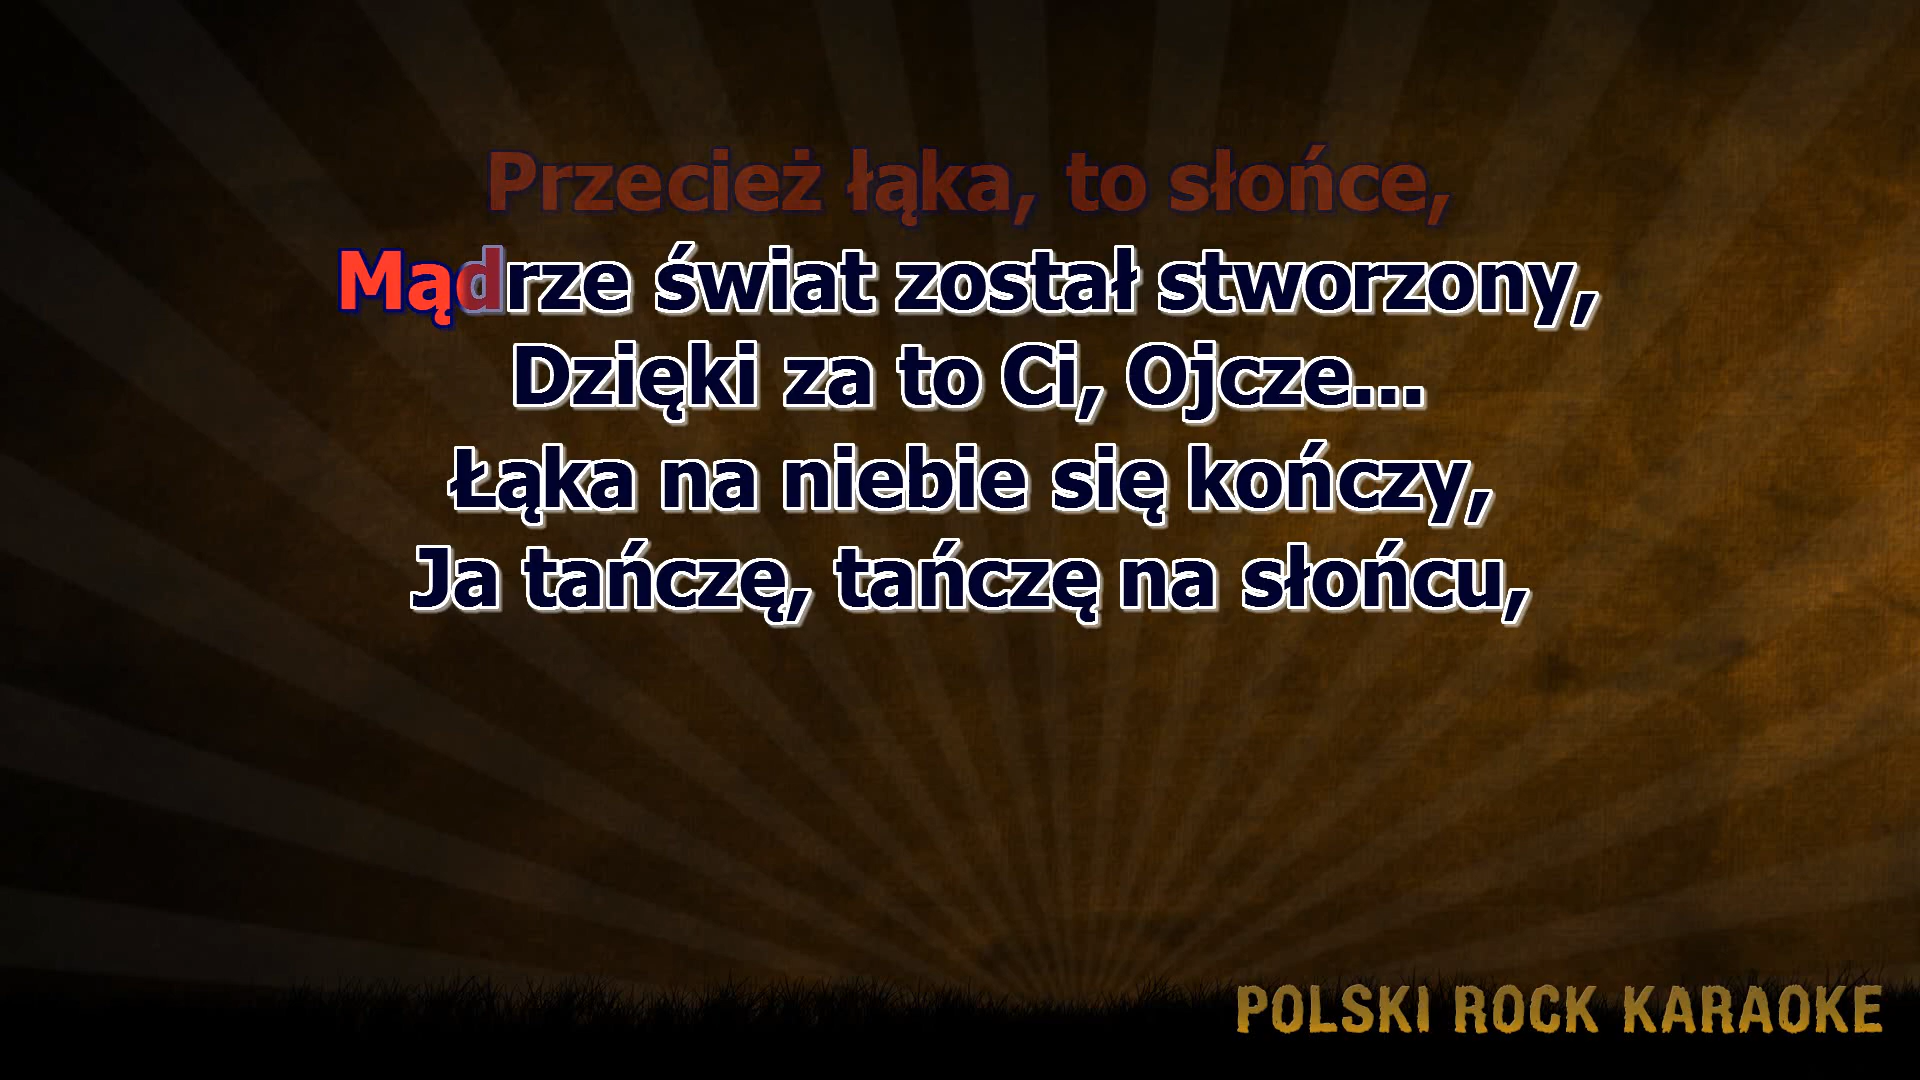 Przecież łąka, to słońce,
Mądrze świat został stworzony,
Dzięki za to Ci, Ojcze...
Łąka na niebie się kończy,
Ja tańczę, tańczę na słońcu,
POLSKI ROCK KARAOKE